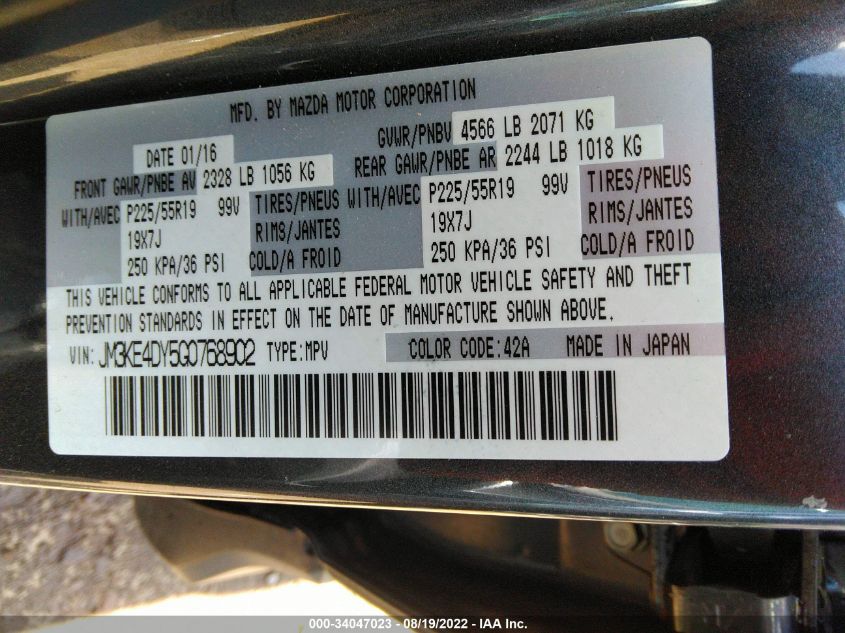 MFD. BY MAZDA MOTOR CORPORATION
DATE 01/16
GVWR/PNBV 4566 LB 2071 KG
FRONT GAWR/PNBE AV 2328 LB 1056 KG
REAR GAWR/PNBE AR 2244 LB 1018 KG
WITH/AVEC P225/55R19 99V TIRES/PNEUS
19X7J RIMS/JANTES
250 KPA/36 PSI COLD/A FROID
WITH/AVEC P225/55R19 99V TIRES/PNEUS
19X7J RIMS/JANTES
250 KPA/36 PSI COLD/A FROID
THIS VEHICLE CONFORMS TO ALL APPLICABLE FEDERAL MOTOR VEHICLE SAFETY AND THEFT
PREVENTION STANDARDS IN EFFECT ON THE DATE OF MANUFACTURE SHOWN ABOVE.
VIN: JM3KE4DY5G0768902 TYPE:MPV COLOR CODE:42A MADE IN JAPAN
000-34047023 - 08/19/2022 - IAA Inc.